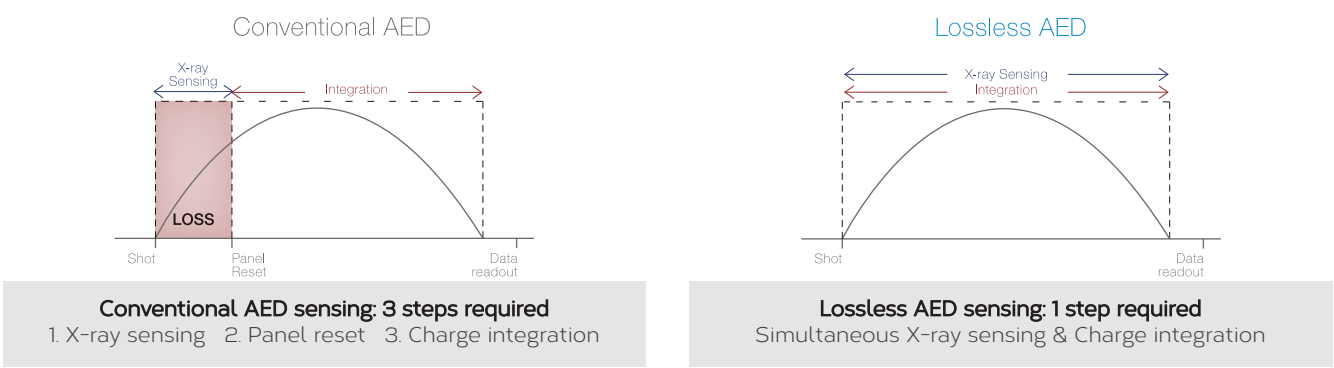 Conventional AED
X-ray
Sensing
Integration
LOSS
Shot
Panel
Reset
Data
readout
Conventional AED sensing: 3 steps required
1. X-ray sensing 2. Panel reset 3. Charge integration
Lossless AED
X-ray Sensing
Integration
Shot
Data
readout
Lossless AED sensing: 1 step required
Simultaneous X-ray sensing & Charge integration